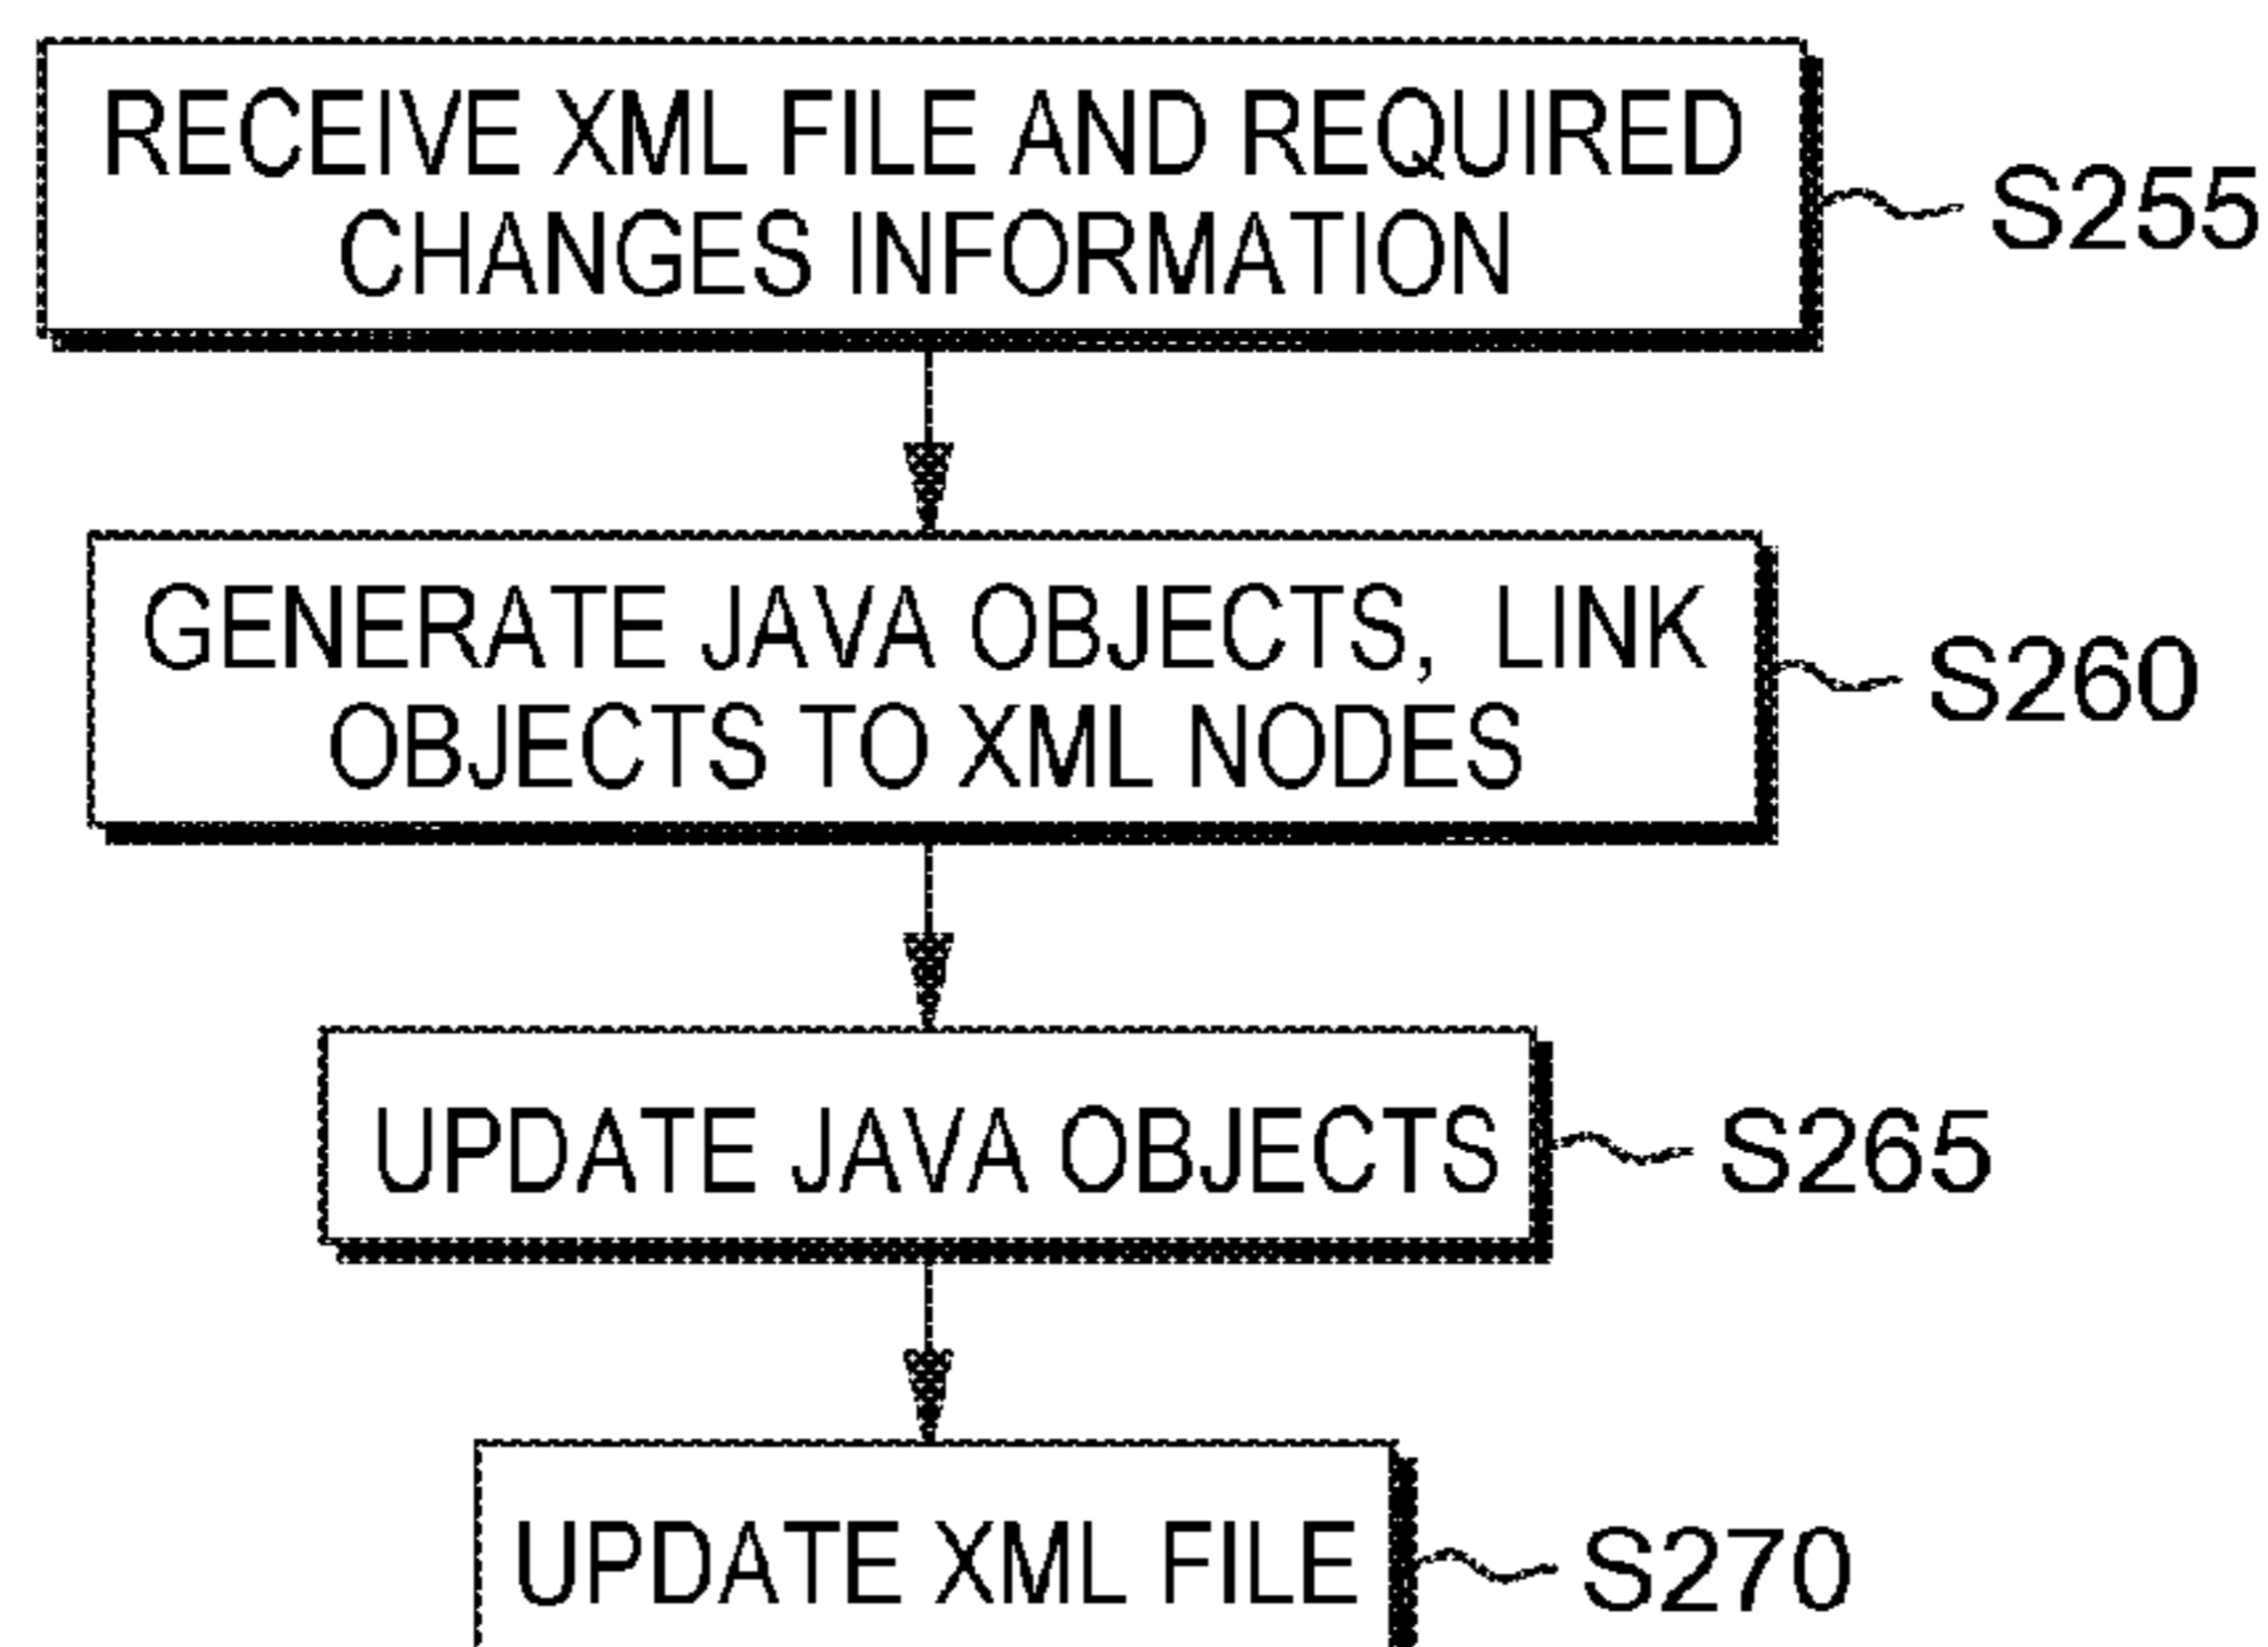 RECEIVE XML FILE AND REQUIRED
CHANGES INFORMATION
S255
GENERATE JAVA OBJECTS, LINK
OBJECTS TO XML NODES
S260
UPDATE JAVA OBJECTS
S265
UPDATE XML FILE
S270